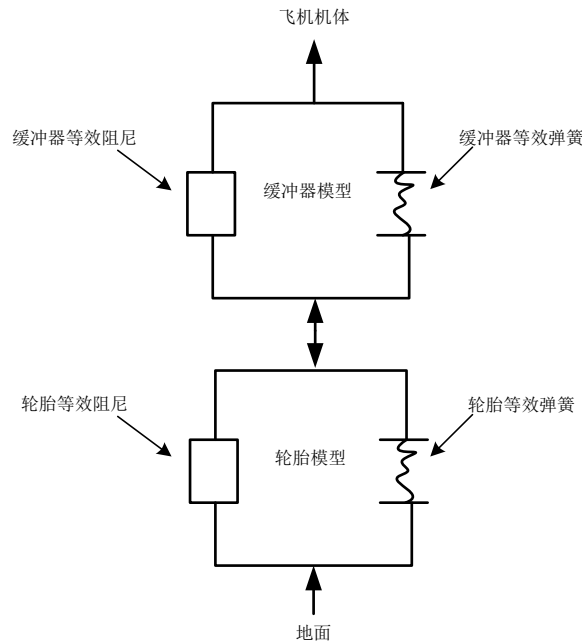 飞机机体
缓冲器等效阻尼
缓冲器等效弹簧
缓冲器模型
轮胎等效阻尼
轮胎等效弹簧
轮胎模型
地面